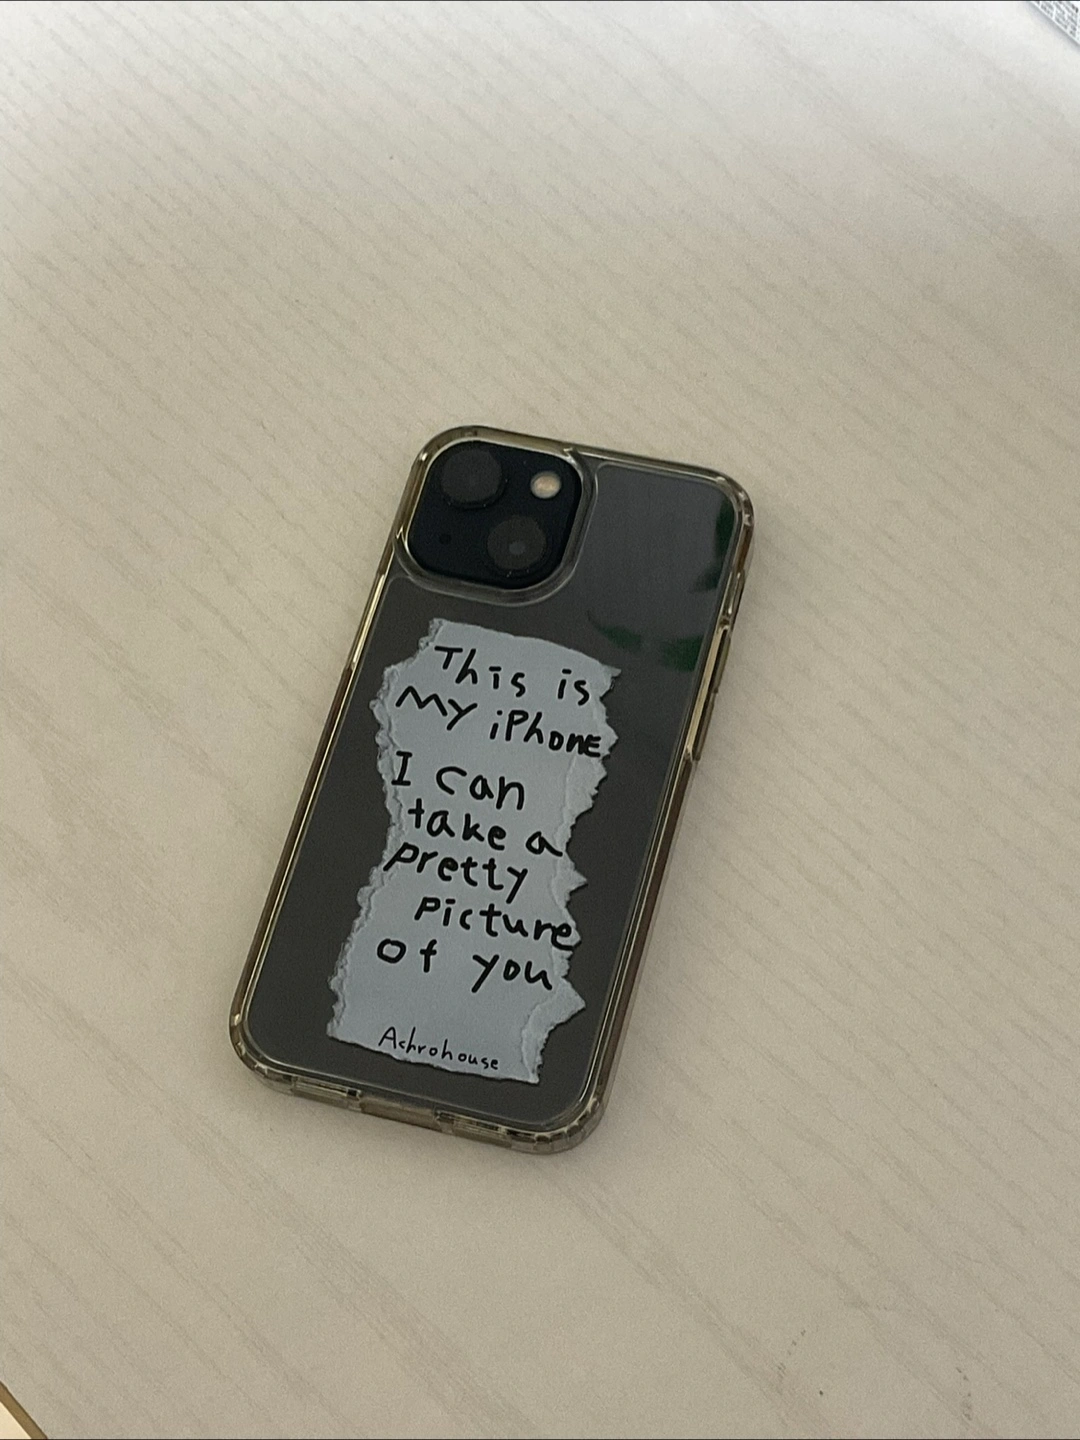 This is
MY iPhonE
I can
take a
pretty
Picture
Of you
Achrohouse